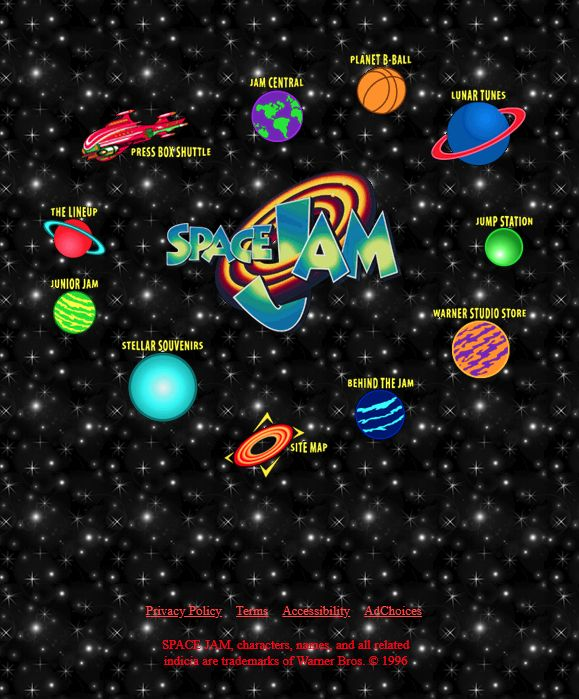 PLANET B-BALL
JAM CENTRAL
LUNAR TUNES
PRESS BOX SHUTTLE
THE LINEUP
JUMP STATION
SPACE JAM
JUNIOR JAM
WARNER STUDIO STORE
STELLAR SOUVENIRS
BEHIND THE JAM
SITE MAP
Privacy Policy Terms Accessibility AdChoices
SPACE JAM, characters, names, and all related
indicia are trademarks of Warner Bros. © 1996